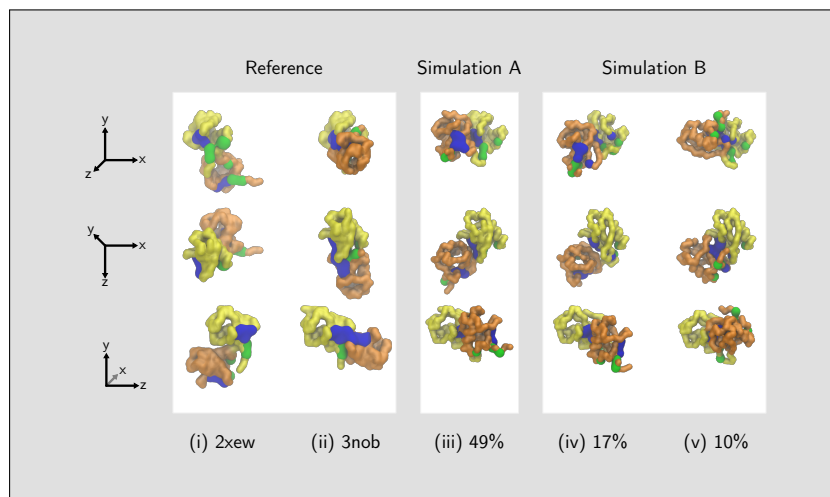 Reference Simulation A Simulation B
y
z x
y x
z
y
x
z
(i) 2xew (ii) 3nob (iii) 49% (iv) 17% (v) 10%